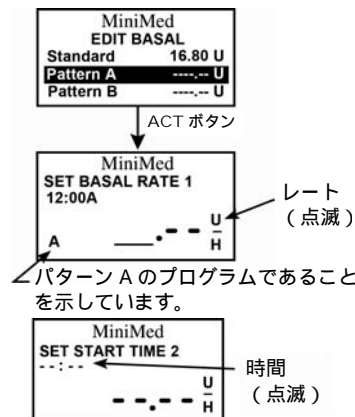 MiniMed
EDIT BASAL
Standard 16.80 U
Pattern A ----.-- U
Pattern B ----.-- U
ACT ボタン
MiniMed
SET BASAL RATE 1
12:00A
レート
（点滅）
A __.-- U/H
パターン A のプログラムであること
を示しています。
MiniMed
SET START TIME 2
--:--
時間
（点滅）
--.-- U/H